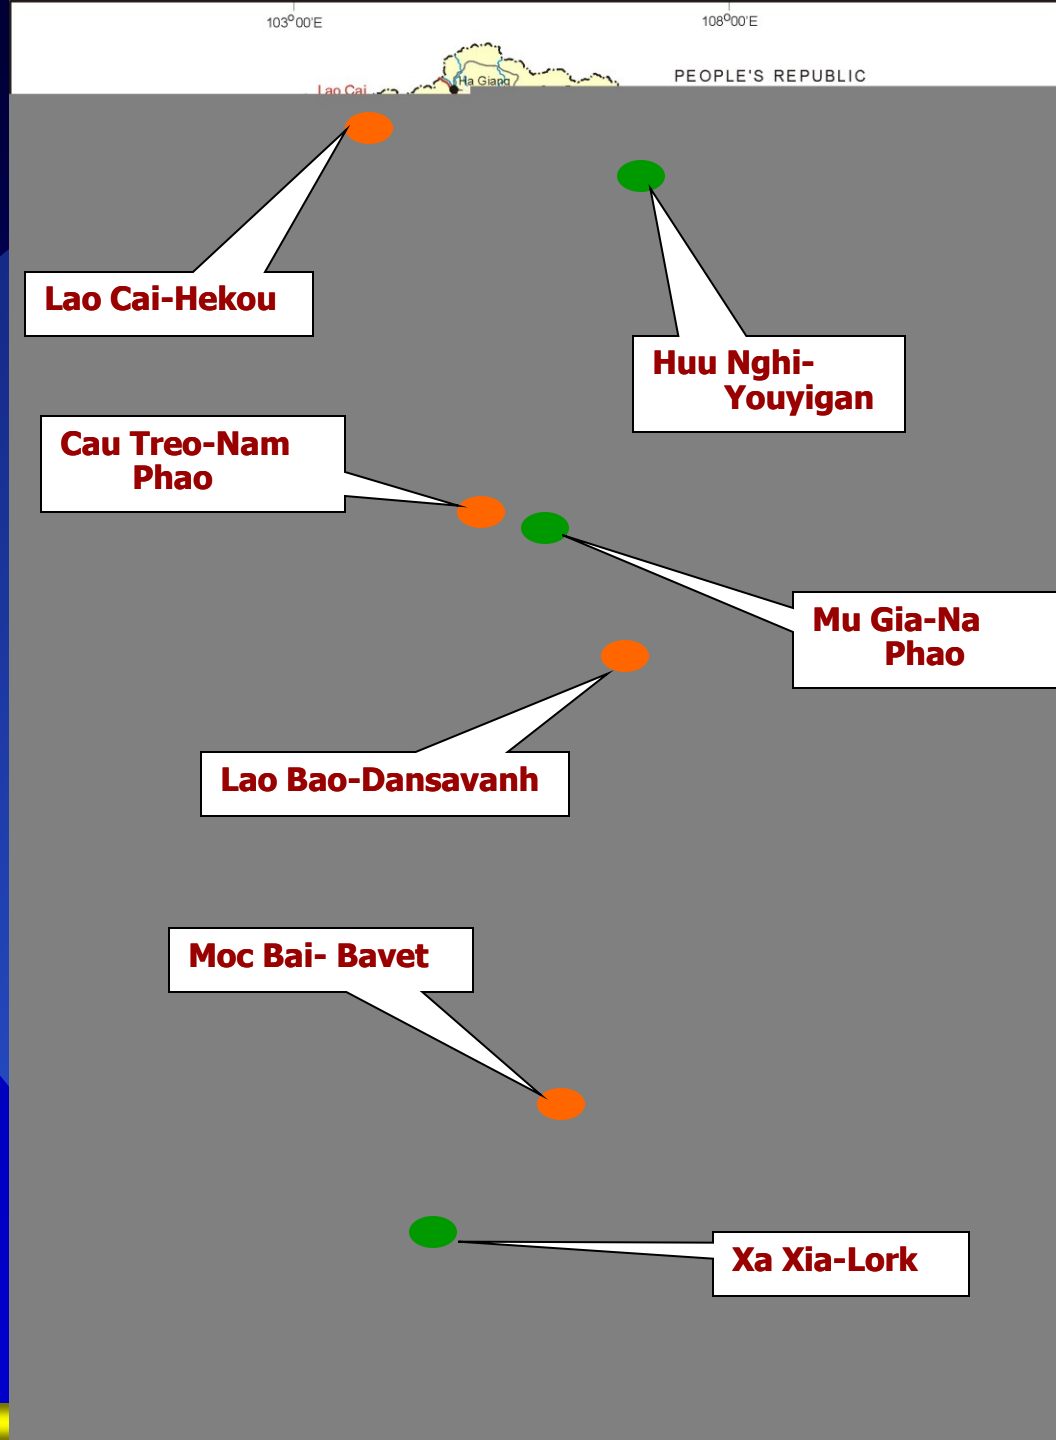 103°00'E
108°00'E
PEOPLE'S REPUBLIC
Ha Giang
Lao Cai
Lao Cai-Hekou
Huu Nghi-
Youyigan
Cau Treo-Nam
Phao
Mu Gia-Na
Phao
Lao Bao-Dansavanh
Moc Bai- Bavet
Xa Xia-Lork